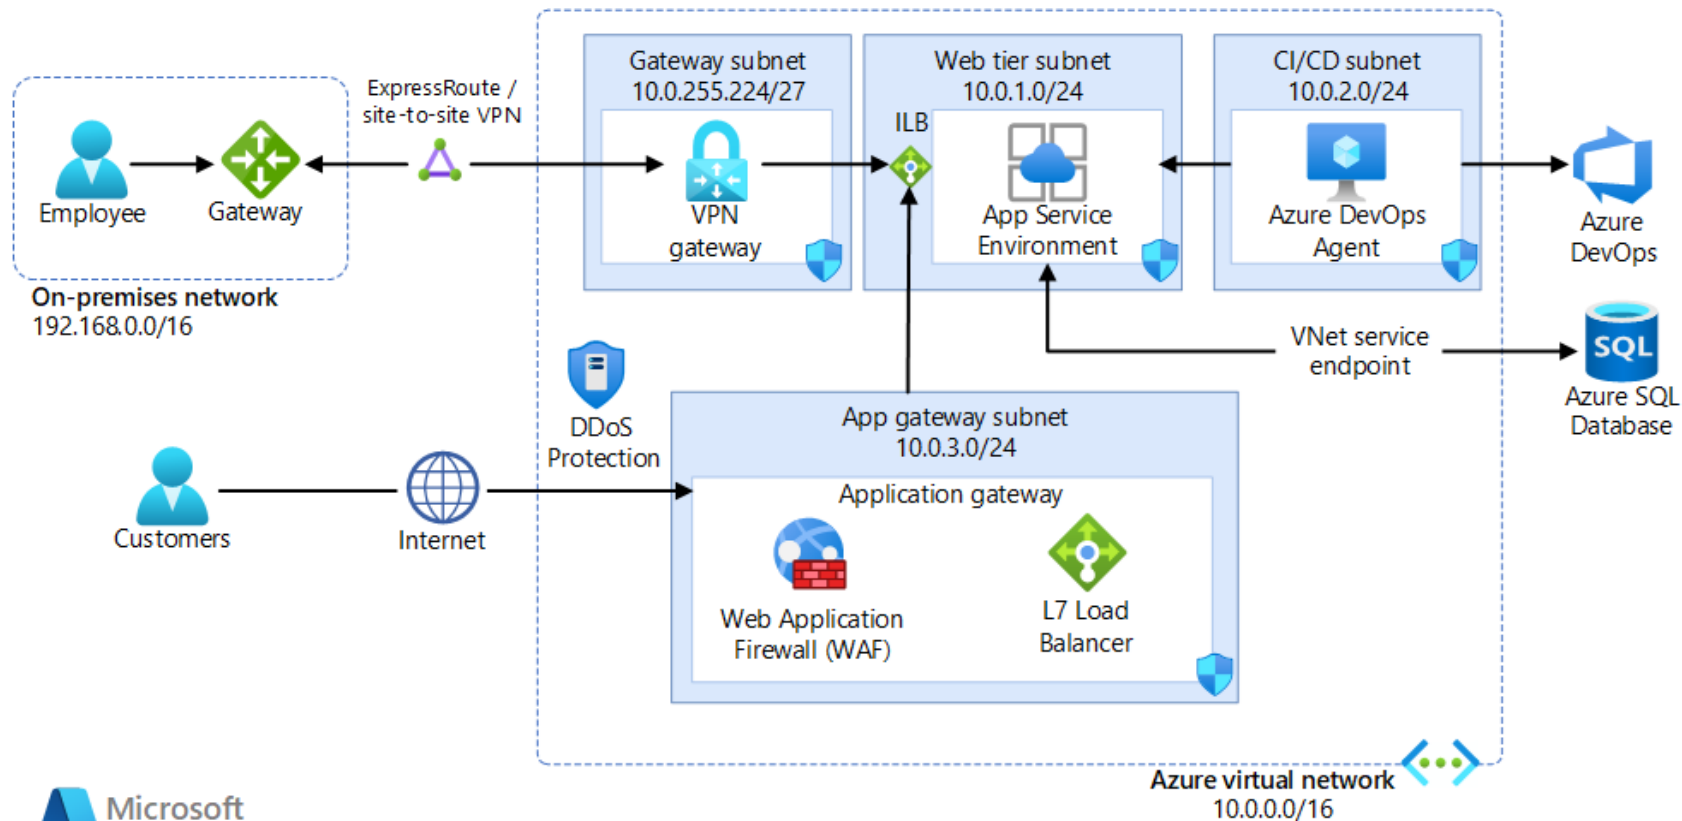 Gateway subnet
10.0.255.224/27
Web tier subnet
10.0.1.0/24
CI/CD subnet
10.0.2.0/24
ExpressRoute /
site-to-site VPN
ILB
Employee
Gateway
VPN
gateway
App Service
Environment
Azure DevOps
Agent
Azure
DevOps
On-premises network
192.168.0.0/16
VNet service
endpoint
SQL
Azure SQL
Database
DDoS
Protection
App gateway subnet
10.0.3.0/24
Application gateway
Customers
Internet
Web Application
Firewall (WAF)
L7 Load
Balancer
Azure virtual network
10.0.0.0/16
Microsoft